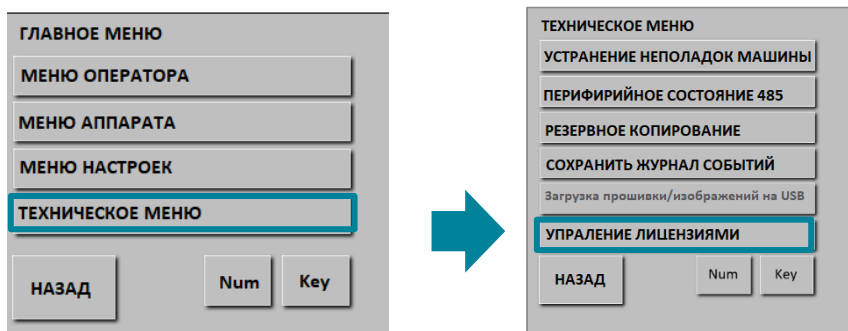 ГЛАВНОЕ МЕНЮ
МЕНЮ ОПЕРАТОРА
МЕНЮ АППАРАТА
МЕНЮ НАСТРОЕК
ТЕХНИЧЕСКОЕ МЕНЮ
НАЗАД
Num
Key
ТЕХНИЧЕСКОЕ МЕНЮ
УСТРАНЕНИЕ НЕПОЛАДОК МАШИНЫ
ПЕРИФИРИЙНОЕ СОСТОЯНИЕ 485
РЕЗЕРВНОЕ КОПИРОВАНИЕ
СОХРАНИТЬ ЖУРНАЛ СОБЫТИЙ
Загрузка прошивки/изображений на USB
УПРАЛЕНИЕ ЛИЦЕНЗИЯМИ
НАЗАД
Num
Key